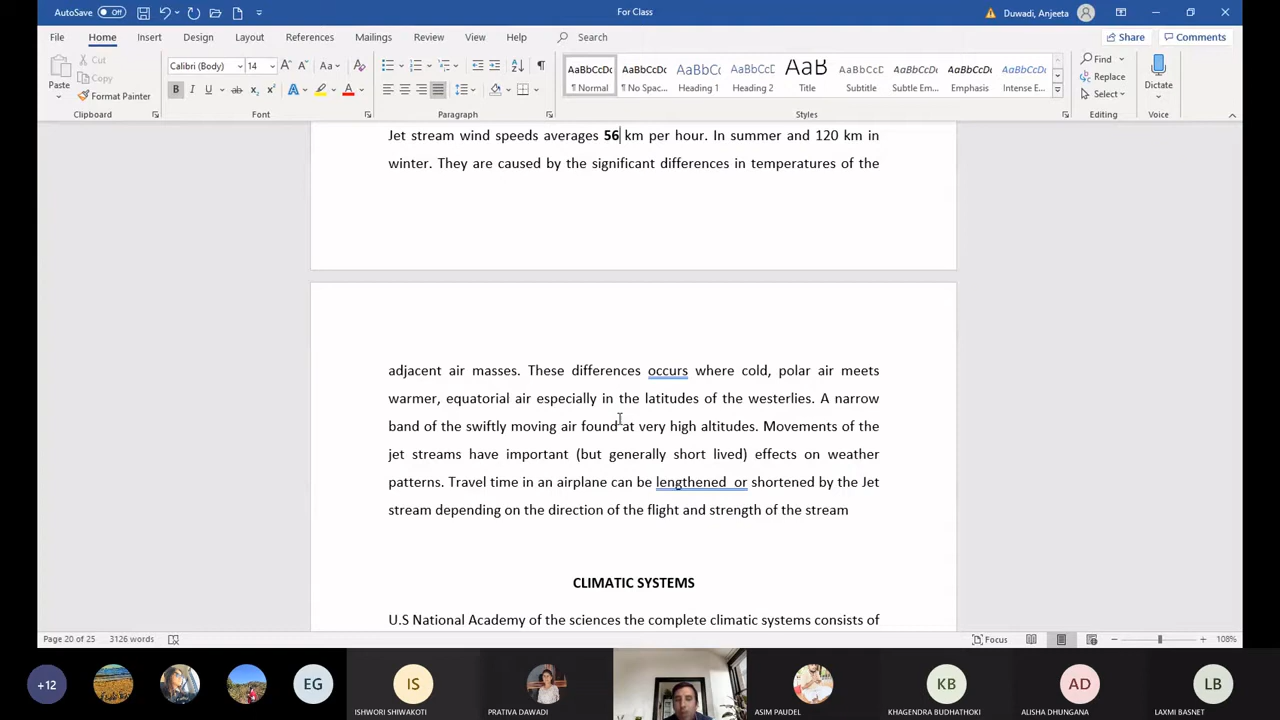 AutoSave Off For Class Duwadi, Anjeeta
File Home Insert Design Layout References Mailings Review View Help Search Share Comments
Paste
Cut
Copy
Format Painter
Clipboard
Calibri (Body) 14
Font
Paragraph
AaBbCcDc AaBbCcDc AaBbCc AaBbCcD AaB AaBbCcD AaBbCcDc AaBbCcDc AaBbCcDc
¶ Normal ¶ No Spac... Heading 1 Heading 2 Title Subtitle Subtle Em... Emphasis Intense E...
Styles
Find
Replace
Select
Editing
Dictate
Voice
Jet stream wind speeds averages 56 km per hour. In summer and 120 km in
winter. They are caused by the significant differences in temperatures of the
adjacent air masses. These differences occurs where cold, polar air meets
warmer, equatorial air especially in the latitudes of the westerlies. A narrow
band of the swiftly moving air found at very high altitudes. Movements of the
jet streams have important (but generally short lived) effects on weather
patterns. Travel time in an airplane can be lengthened or shortened by the Jet
stream depending on the direction of the flight and strength of the stream
CLIMATIC SYSTEMS
U.S National Academy of the sciences the complete climatic systems consists of
Page 20 of 25 3126 words Focus 108%
+12 EG IS KB AD LB
ISHWORI SHIWAKOTI PRATIVA DAWADI ASIM PAUDEL KHAGENDRA BUDHATHOKI ALISHA DHUNGANA LAXMI BASNET